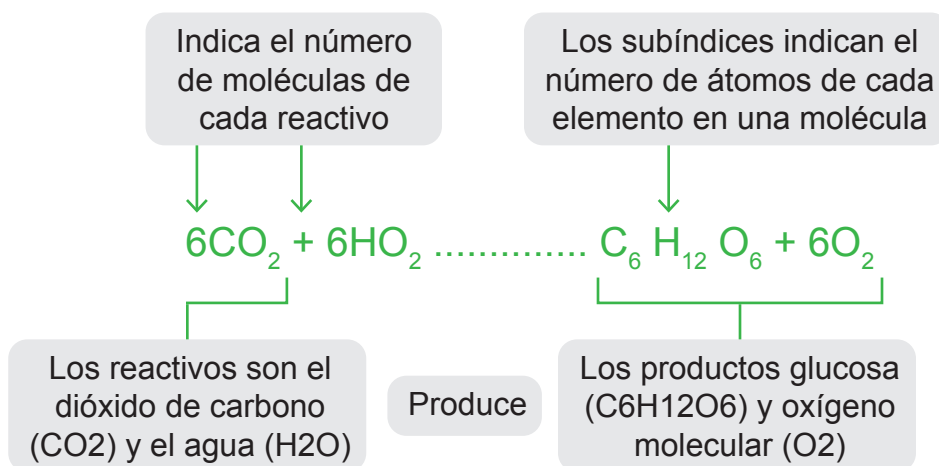 Indica el número
de moléculas de
cada reactivo
Los subíndices indican el
número de átomos de cada
elemento en una molécula
6CO₂ + 6HO₂ .............. C₆ H₁₂ O₆ + 6O₂
Los reactivos son el
dióxido de carbono
(CO2) y el agua (H2O)
Produce
Los productos glucosa
(C6H12O6) y oxígeno
molecular (O2)